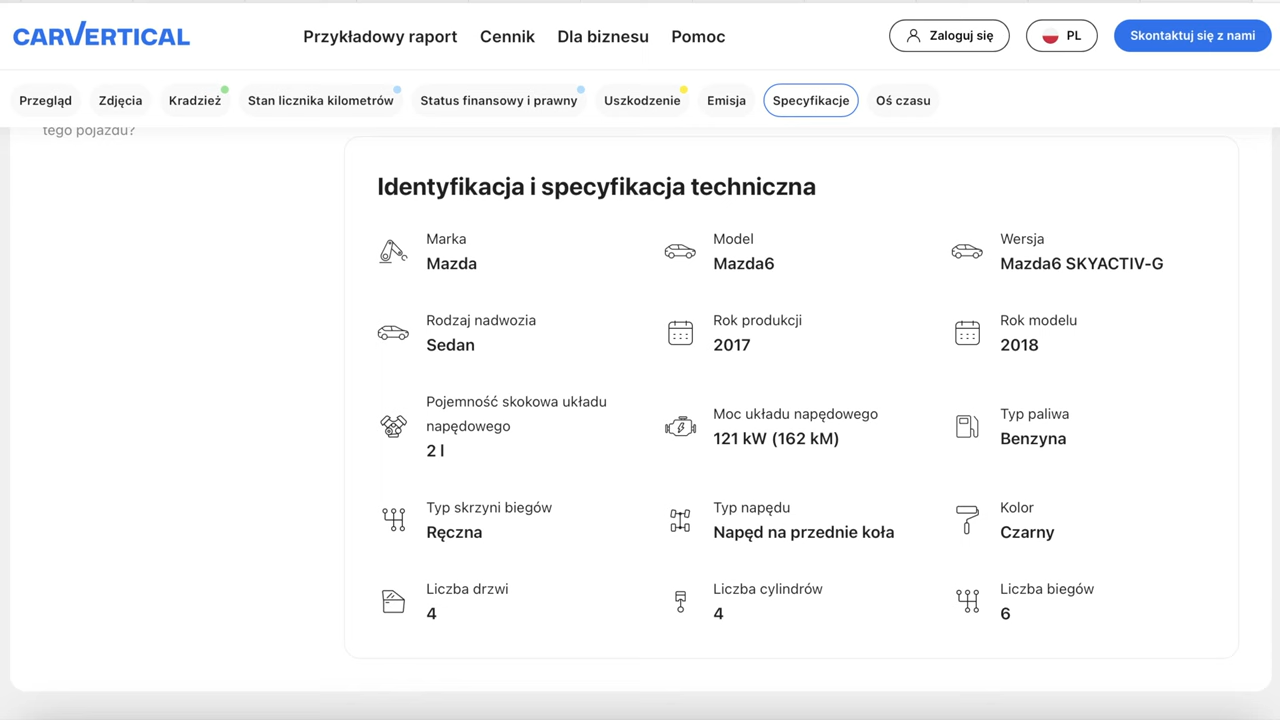 CARVERTICAL
Przykładowy raport
Cennik
Dla biznesu
Pomoc
Zaloguj się
PL
Skontaktuj się z nami
Przegląd
Zdjęcia
Kradzież
Stan licznika kilometrów
Status finansowy i prawny
Uszkodzenie
Emisja
Specyfikacje
Oś czasu
tego pojazdu?
Identyfikacja i specyfikacja techniczna
Marka
Mazda
Model
Mazda6
Wersja
Mazda6 SKYACTIV-G
Rodzaj nadwozia
Sedan
Rok produkcji
2017
Rok modelu
2018
Pojemność skokowa układu
napędowego
2 l
Moc układu napędowego
121 kW (162 kM)
Typ paliwa
Benzyna
Typ skrzyni biegów
Ręczna
Typ napędu
Napęd na przednie koła
Kolor
Czarny
Liczba drzwi
4
Liczba cylindrów
4
Liczba biegów
6